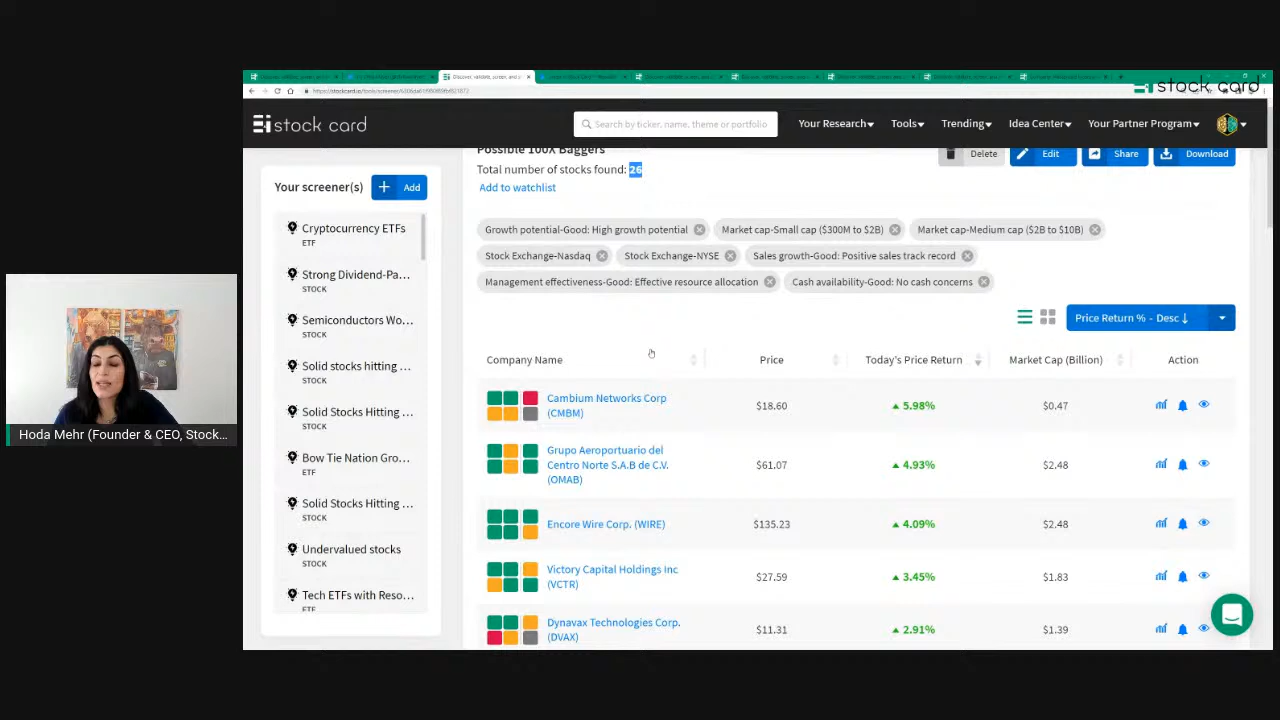 stock card
stock card
Search by ticker, name, theme or portfolio
Your Research
Tools
Trending
Idea Center
Your Partner Program
Your screener(s)
Add
Cryptocurrency ETFs
ETF
Strong Dividend-Pa...
STOCK
Semiconductors Wo...
STOCK
Solid stocks hitting ...
STOCK
Solid Stocks Hitting ...
STOCK
Bow Tie Nation Gro...
ETF
Solid Stocks Hitting ...
STOCK
Undervalued stocks
STOCK
Tech ETFs with Reso...
ETF
Possible 100X Baggers
Total number of stocks found: 26
Add to watchlist
Delete
Edit
Share
Download
Growth potential-Good: High growth potential
Market cap-Small cap ($300M to $2B)
Market cap-Medium cap ($2B to $10B)
Stock Exchange-Nasdaq
Stock Exchange-NYSE
Sales growth-Good: Positive sales track record
Management effectiveness-Good: Effective resource allocation
Cash availability-Good: No cash concerns
Price Return % - Desc ↓
Company Name Price Today's Price Return Market Cap (Billion) Action
Cambium Networks Corp
(CMBM)
$18.60 5.98% $0.47
Grupo Aeroportuario del
Centro Norte S.A.B de C.V.
(OMAB)
$61.07 4.93% $2.48
Encore Wire Corp. (WIRE) $135.23 4.09% $2.48
Victory Capital Holdings Inc
(VCTR)
$27.59 3.45% $1.83
Dynavax Technologies Corp.
(DVAX)
$11.31 2.91% $1.39
Hoda Mehr (Founder & CEO, Stock...